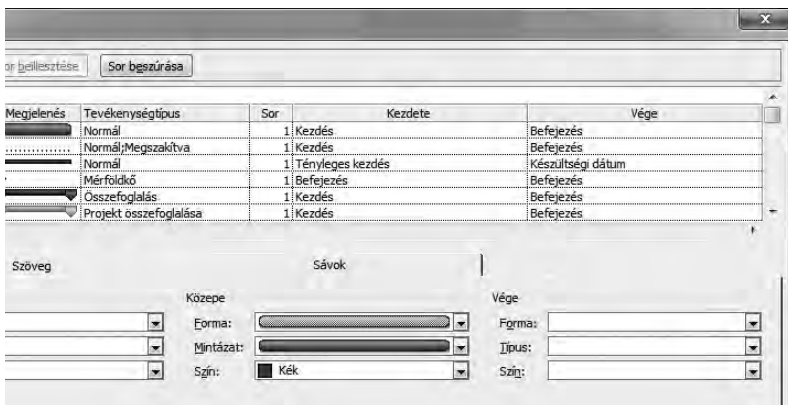 or beillesztése Sor beszúrása
Megjelenés Tevékenységtípus Sor Kezdete Vége
Normál 1 Kezdés Befejezés
Normál;Megszakítva 1 Kezdés Befejezés
Normál 1 Tényleges kezdés Készültségi dátum
Mérföldkő 1 Befejezés Befejezés
Összefoglalás 1 Kezdés Befejezés
Projekt összefoglalása 1 Kezdés Befejezés
Szöveg Sávok
Közepe Vége
Forma: Forma:
Mintázat: Típus:
Szín: Kék Szín: